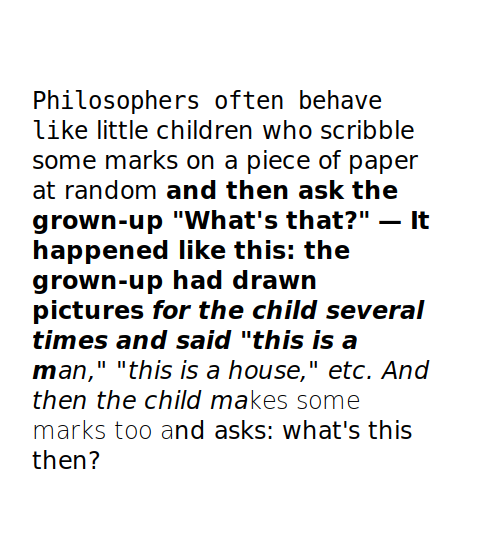 Philosophers often behave
like little children who scribble
some marks on a piece of paper
at random and then ask the
grown-up "What's that?" — It
happened like this: the
grown-up had drawn
pictures for the child several
times and said "this is a
man," "this is a house," etc. And
then the child makes some
marks too and asks: what's this
then?